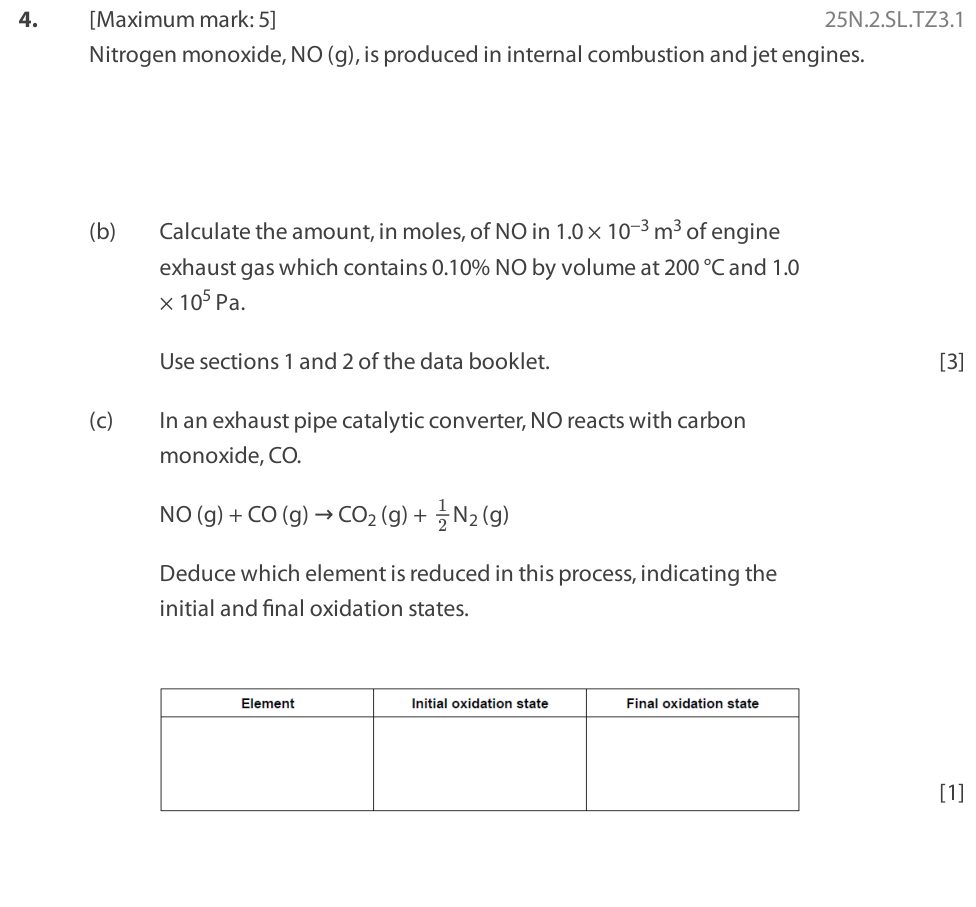 4. [Maximum mark: 5] 25N.2.SL.TZ3.1
Nitrogen monoxide, NO (g), is produced in internal combustion and jet engines.
(b) Calculate the amount, in moles, of NO in 1.0 × 10⁻³ m³ of engine
exhaust gas which contains 0.10% NO by volume at 200 °C and 1.0
× 10⁵ Pa.
Use sections 1 and 2 of the data booklet. [3]
(c) In an exhaust pipe catalytic converter, NO reacts with carbon
monoxide, CO.
NO (g) + CO (g) → CO₂ (g) + ½ N₂ (g)
Deduce which element is reduced in this process, indicating the
initial and final oxidation states.
Element Initial oxidation state Final oxidation state
[1]